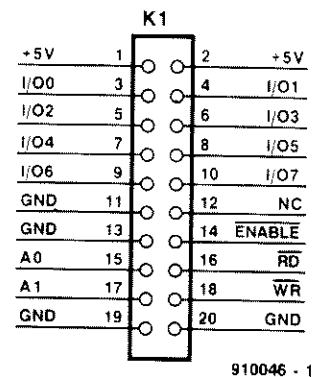 K1
+5V 1 2 +5V
I/O0 3 4 I/O1
I/O2 5 6 I/O3
I/O4 7 8 I/O5
I/O6 9 10 I/O7
GND 11 12 NC
GND 13 14 ENABLE
A0 15 16 RD
A1 17 18 WR
GND 19 20 GND
910046 - 1